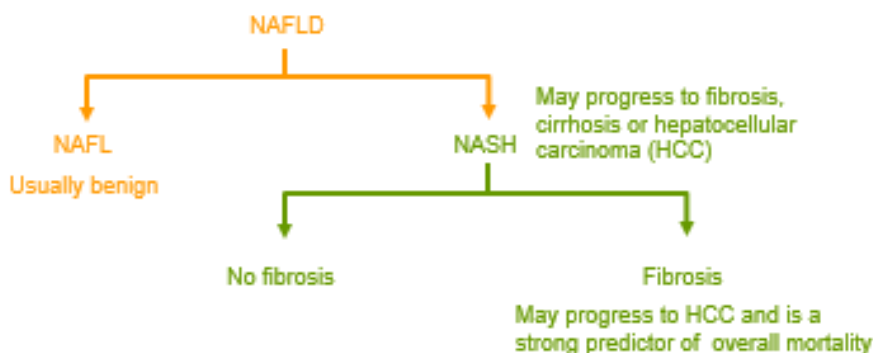 NAFLD
May progress to fibrosis,
cirrhosis or hepatocellular
carcinoma (HCC)
NAFL
NASH
Usually benign
No fibrosis
Fibrosis
May progress to HCC and is a
strong predictor of overall mortality